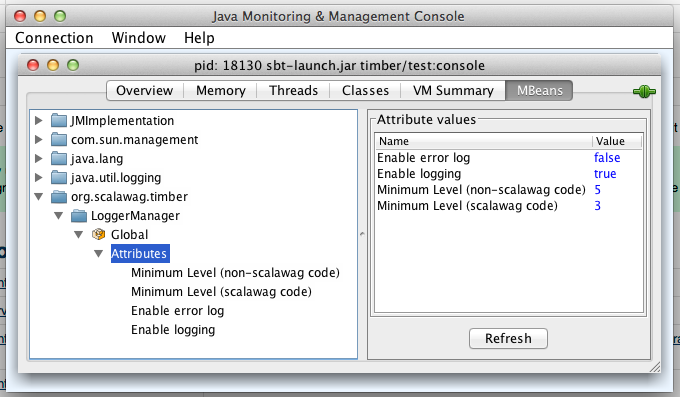 Java Monitoring & Management Console
Connection Window Help
pid: 18130 sbt-launch.jar timber/test:console
Overview Memory Threads Classes VM Summary MBeans
JMImplementation
com.sun.management
java.lang
java.util.logging
org.scalawag.timber
LoggerManager
Global
Attributes
Minimum Level (non-scalawag code)
Minimum Level (scalawag code)
Enable error log
Enable logging
Attribute values
Name Value
Enable error log false
Enable logging true
Minimum Level (non-scalawag code) 5
Minimum Level (scalawag code) 3
Refresh